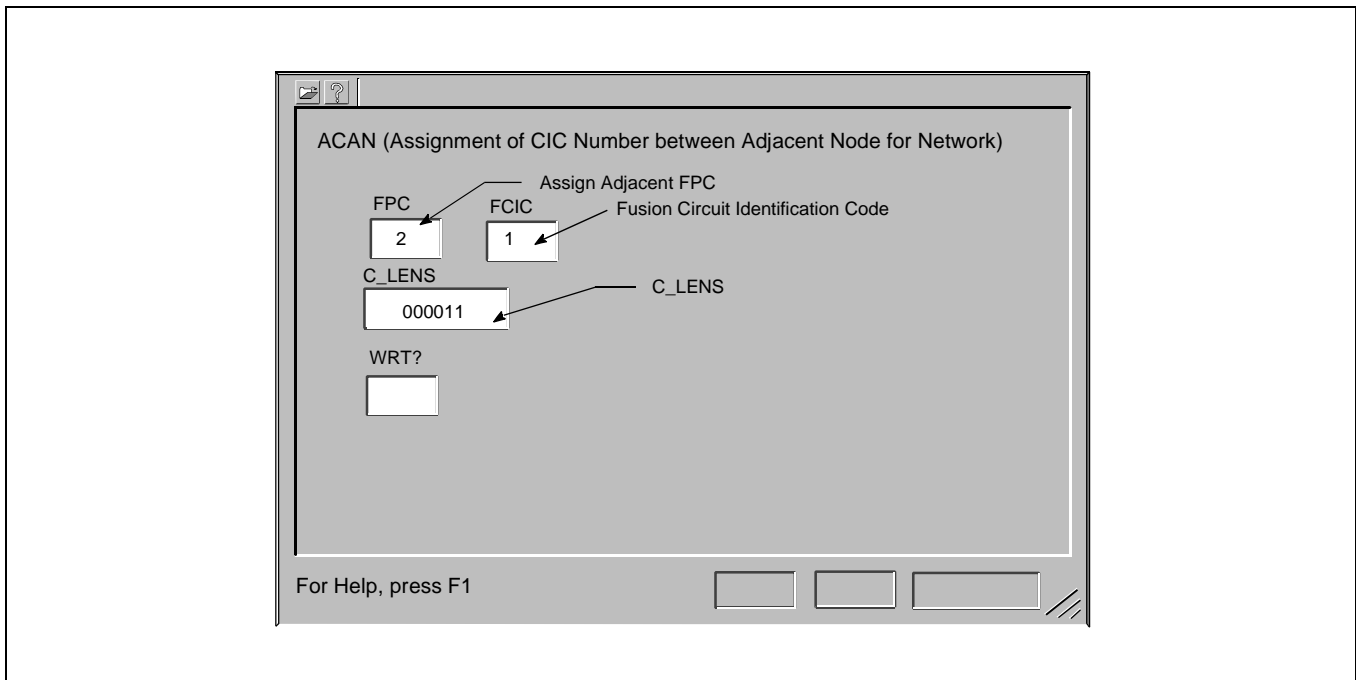 ?
ACAN (Assignment of CIC Number between Adjacent Node for Network)
Assign Adjacent FPC
FPC
FCIC
Fusion Circuit Identification Code
2
1
C_LENS
C_LENS
000011
WRT?
For Help, press F1